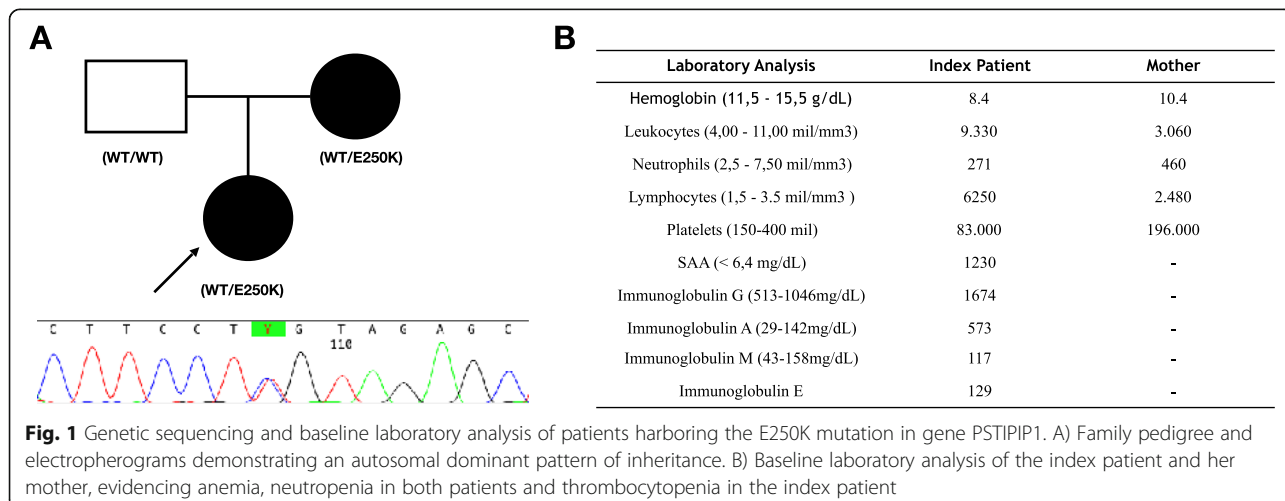 A
(WT/WT)
(WT/E250K)
(WT/E250K)
C T T C C T Y G T A G A G C
110
B
Laboratory Analysis Index Patient Mother
Hemoglobin (11,5 - 15,5 g/dL) 8.4 10.4
Leukocytes (4,00 - 11,00 mil/mm3) 9.330 3.060
Neutrophils (2,5 - 7,50 mil/mm3) 271 460
Lymphocytes (1,5 - 3.5 mil/mm3 ) 6250 2.480
Platelets (150-400 mil) 83.000 196.000
SAA (< 6,4 mg/dL) 1230 -
Immunoglobulin G (513-1046mg/dL) 1674 -
Immunoglobulin A (29-142mg/dL) 573 -
Immunoglobulin M (43-158mg/dL) 117 -
Immunoglobulin E 129 -
Fig. 1 Genetic sequencing and baseline laboratory analysis of patients harboring the E250K mutation in gene PSTIPIP1. A) Family pedigree and
electropherograms demonstrating an autosomal dominant pattern of inheritance. B) Baseline laboratory analysis of the index patient and her
mother, evidencing anemia, neutropenia in both patients and thrombocytopenia in the index patient